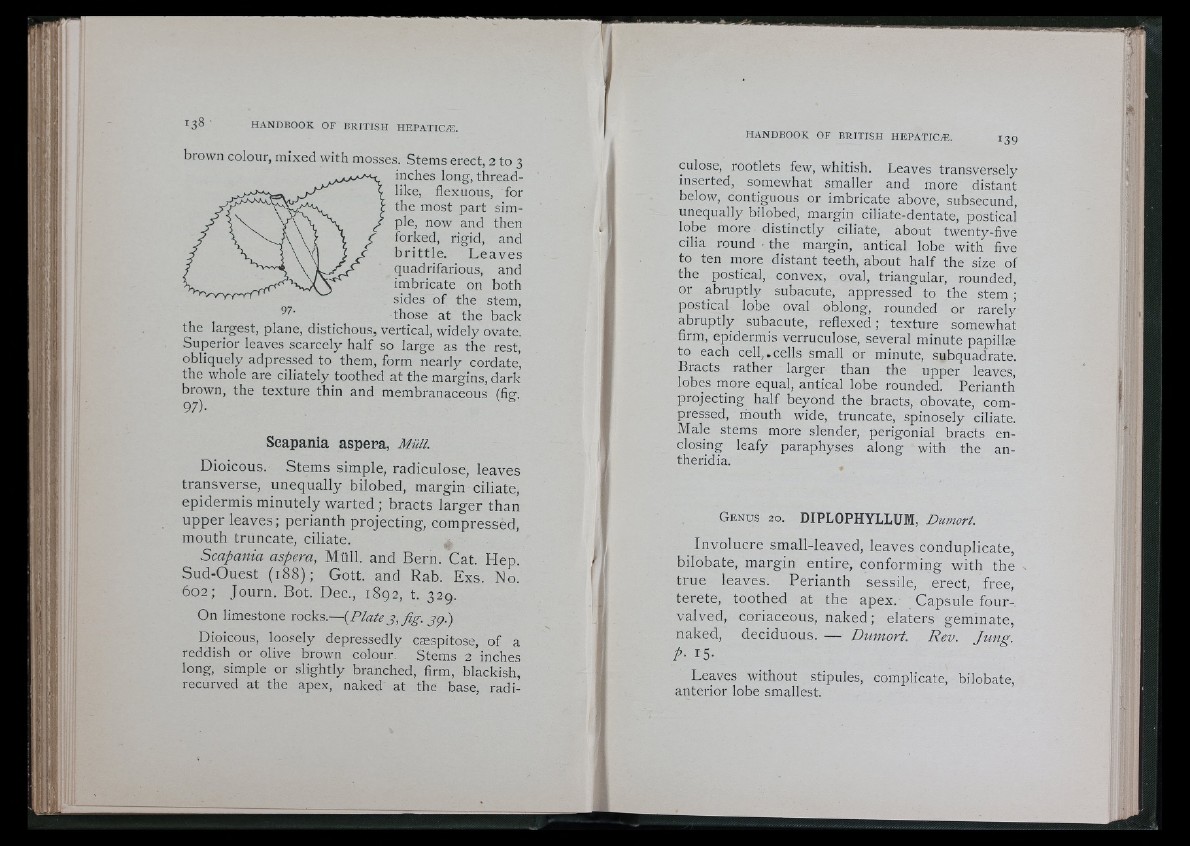 138 HANDBOOK OF BRITISH HEPATICÆ.
brown colour, mixed with mosses. Stems erect, 2 to 3
inches long, thread-
like, flexuous, for
the most part sim-
ple, now and then
forked, rigid, and
brittle. Leaves
quadrifarious, and
imbricate on both
sides of the stem,
those at the back
97.
the largest, plane, distichous, vertical, widely ovate.
Superior leaves scarcely half so large as the rest,
obliquely adpressed to them, form nearly cordate,
the whole are ciliately toothed at the margins, dark
brown, the texture thin and membranaceous (fig.
97).
Scapania aspera, Müll.
Dioicous. Stems simple, radiculose, leaves
transverse, unequally bilobed, margin ciliate,
epidermis minutely warted ; bracts larger than
upper leaves ; perianth projecting, compressed,
mouth truncate, ciliate.
Scapania aspera, Müll. and Bern. Cat. Hep.
Sud-Ouest (188) ; Gott. and Rab. Exs. No.
602 ; Journ. Bot. Dec., 1892, t. 329.
On limestone rocks.—(Plate 3, fig. 39.)
Dioicous, loosely depressedly cæspitose, of a
reddish or olive brown colour Stems 2 inches
long, simple or slightly branched, firm, blackish,
recurved at the apex, naked at the base, radi-
HANDBOOK OF BRITISH HEPATICÆ. 139
culose, rootlets few, whitish. Leaves transversely
inserted, somewhat smaller and more distant
below, contiguous or imbricate above, subsecund,
unequally bilobed, margin ciliate-dentate, postical
lobe more distinctly ciliate, about twenty-five
cilia round the margin, antical lobe with five
to ten more distant teeth, about half the size of
the postical, convex, oval, triangular, rounded,
or abruptly subacute, appressed to the stem ;
postical lobe oval oblong, rounded or rarely
abruptly subacute, reflexed ; texture somewhat
firm, epidermis verruculose, several minute papillæ
to each cell, cells small or minute, subquadrate.
Bracts rather larger than the upper leaves,
lobes more equal, antical lobe rounded. Perianth
projecting half beyond the bracts, obovate, com-
pressed, mouth wide, truncate, spinosely ciliate.
Male stems more slender, perigonial bracts en-
closing leafy paraphyses along with the an-
theridia.
GENUS 20. DIPLOPHYLLUM, Dumort.
Involucre small-leaved, leaves conduplicate,
bilobate, margin entire, conforming with the
true leaves. Perianth sessile, erect, free,
terete, toothed at the apex. Capsule four-
valved, coriaceous, naked ; elaters geminate,
naked, deciduous. — Dumort. Rev. Jung.
p. 15.
Leaves without stipules, complicate, bilobate,
anterior lobe smallest.